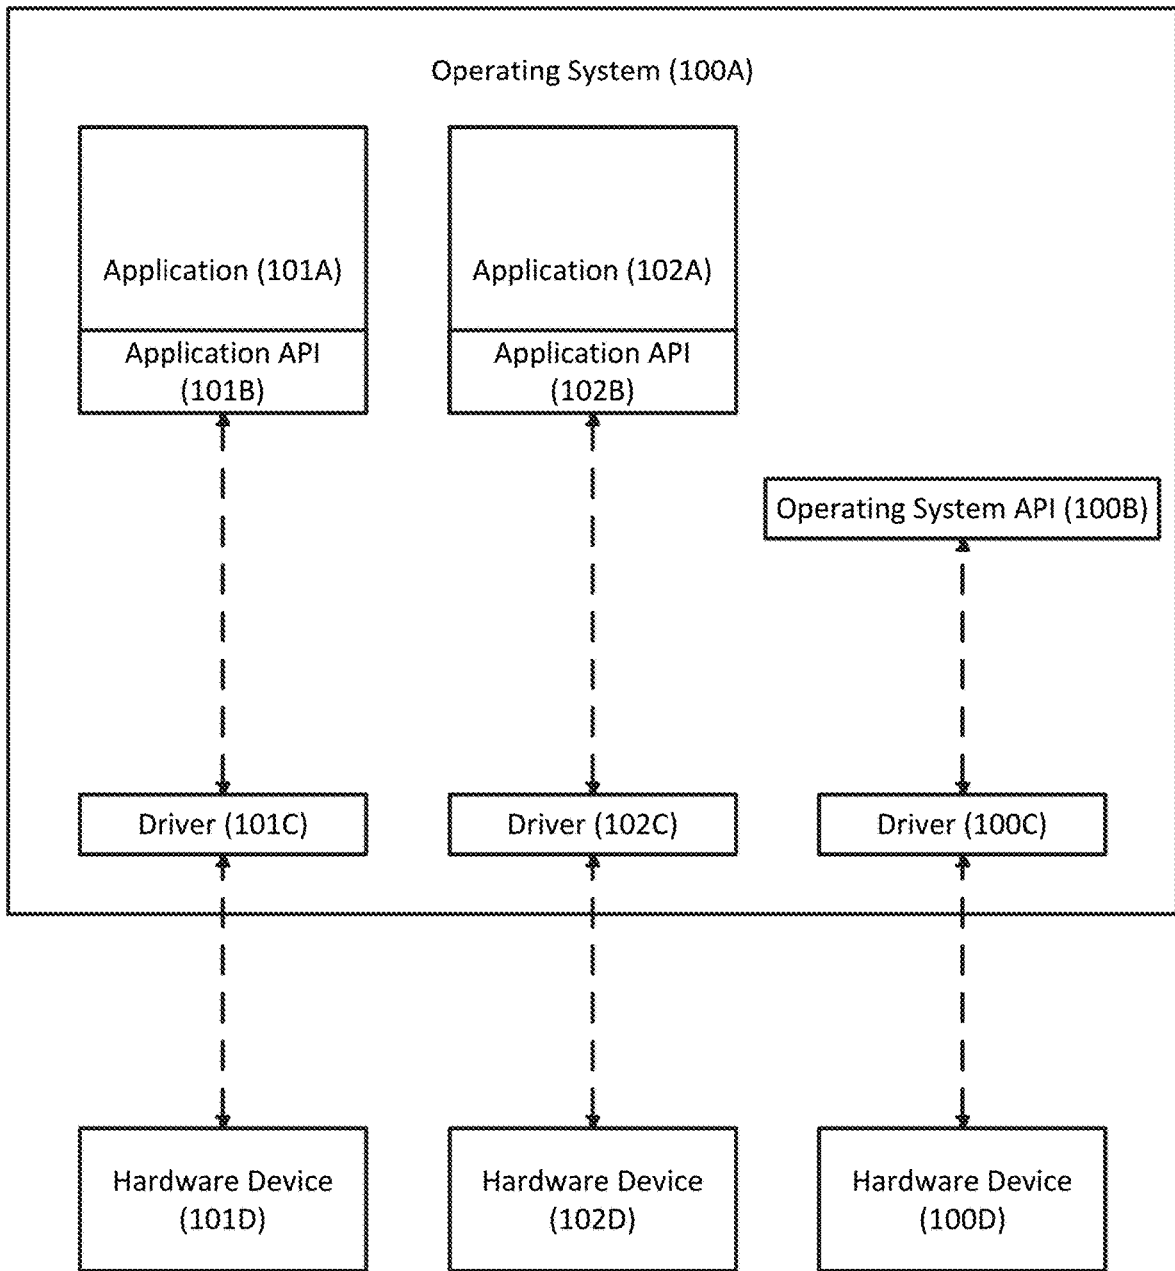 Operating System (100A)
Application (101A)
Application (102A)
Application API
(101B)
Application API
(102B)
Operating System API (100B)
Driver (101C)
Driver (102C)
Driver (100C)
Hardware Device
(101D)
Hardware Device
(102D)
Hardware Device
(100D)